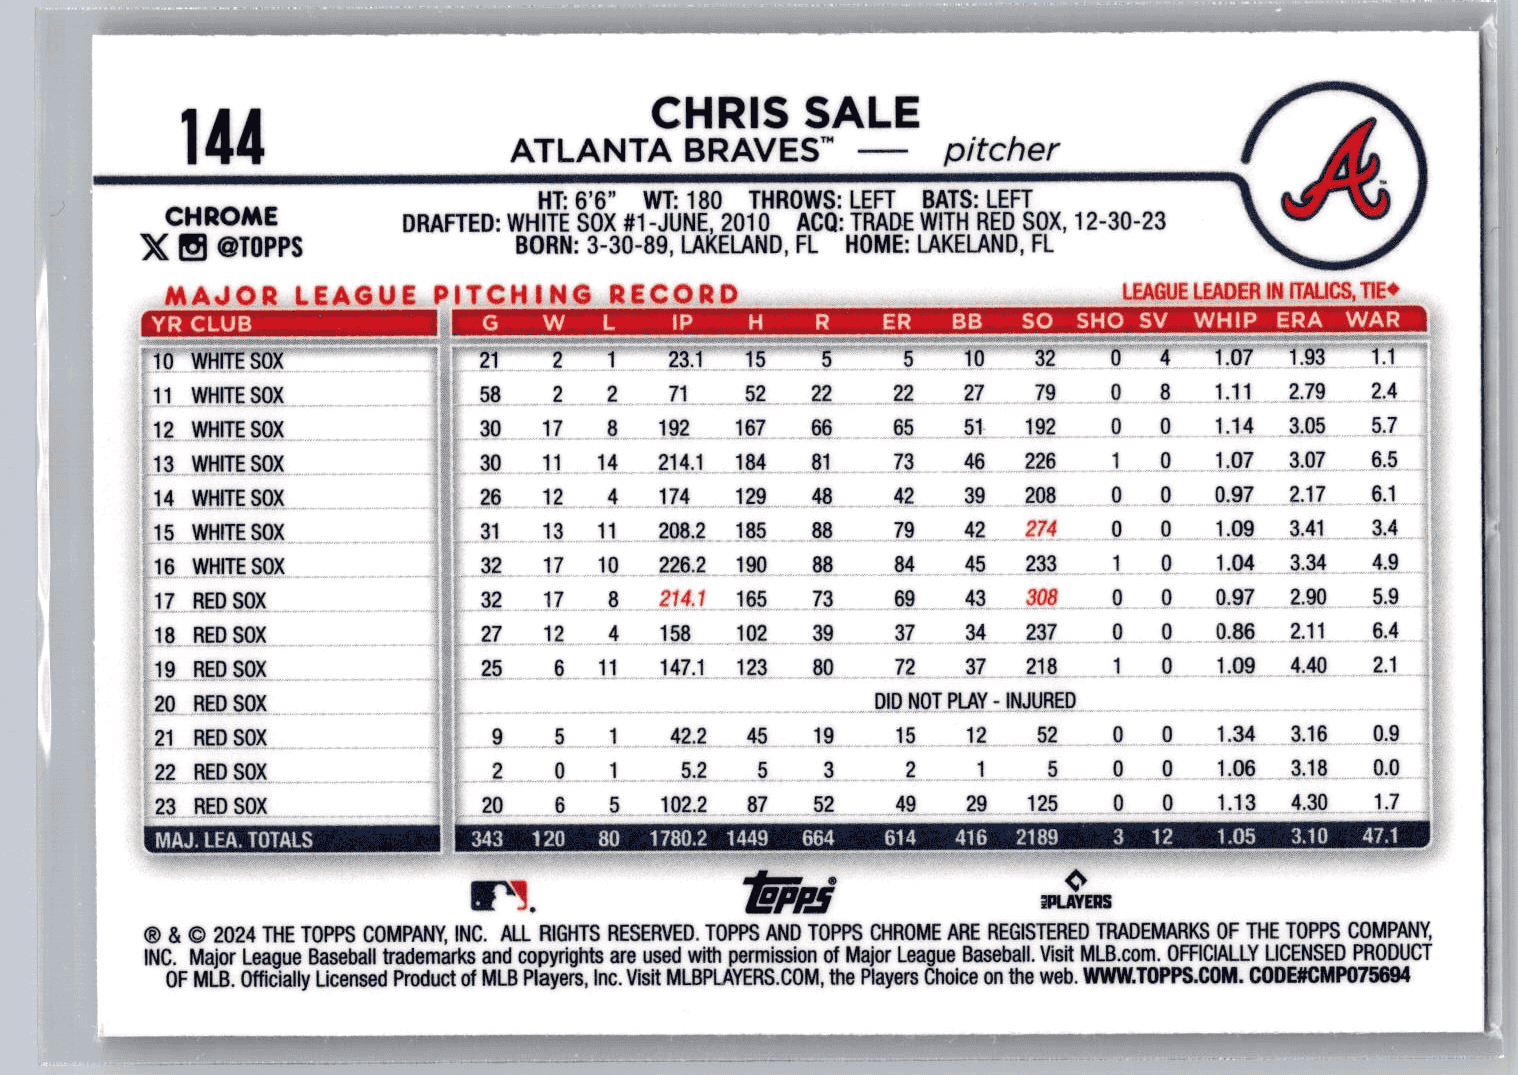 144
CHRIS SALE
ATLANTA BRAVES™ — pitcher
HT: 6'6" WT: 180 THROWS: LEFT BATS: LEFT
DRAFTED: WHITE SOX #1-JUNE, 2010 ACQ: TRADE WITH RED SOX, 12-30-23
BORN: 3-30-89, LAKELAND, FL HOME: LAKELAND, FL
CHROME
@TOPPS
MAJOR LEAGUE PITCHING RECORD LEAGUE LEADER IN ITALICS, TIE♦
YR CLUB G W L IP H R ER BB SO SHO SV WHIP ERA WAR
10 WHITE SOX 21 2 1 23.1 15 5 5 10 32 0 4 1.07 1.93 1.1
11 WHITE SOX 58 2 2 71 52 22 22 27 79 0 8 1.11 2.79 2.4
12 WHITE SOX 30 17 8 192 167 66 65 51 192 0 0 1.14 3.05 5.7
13 WHITE SOX 30 11 14 214.1 184 81 73 46 226 1 0 1.07 3.07 6.5
14 WHITE SOX 26 12 4 174 129 48 42 39 208 0 0 0.97 2.17 6.1
15 WHITE SOX 31 13 11 208.2 185 88 79 42 274 0 0 1.09 3.41 3.4
16 WHITE SOX 32 17 10 226.2 190 88 84 45 233 1 0 1.04 3.34 4.9
17 RED SOX 32 17 8 214.1 165 73 69 43 308 0 0 0.97 2.90 5.9
18 RED SOX 27 12 4 158 102 39 37 34 237 0 0 0.86 2.11 6.4
19 RED SOX 25 6 11 147.1 123 80 72 37 218 1 0 1.09 4.40 2.1
20 RED SOX DID NOT PLAY - INJURED
21 RED SOX 9 5 1 42.2 45 19 15 12 52 0 0 1.34 3.16 0.9
22 RED SOX 2 0 1 5.2 5 3 2 1 5 0 0 1.06 3.18 0.0
23 RED SOX 20 6 5 102.2 87 52 49 29 125 0 0 1.13 4.30 1.7
MAJ. LEA. TOTALS 343 120 80 1780.2 1449 664 614 416 2189 3 12 1.05 3.10 47.1
Topps® PLAYERS
® & © 2024 THE TOPPS COMPANY, INC. ALL RIGHTS RESERVED. TOPPS AND TOPPS CHROME ARE REGISTERED TRADEMARKS OF THE TOPPS COMPANY,
INC. Major League Baseball trademarks and copyrights are used with permission of Major League Baseball. Visit MLB.com. OFFICIALLY LICENSED PRODUCT
OF MLB. Officially Licensed Product of MLB Players, Inc. Visit MLBPLAYERS.COM, the Players Choice on the web. WWW.TOPPS.COM. CODE#CMP075694